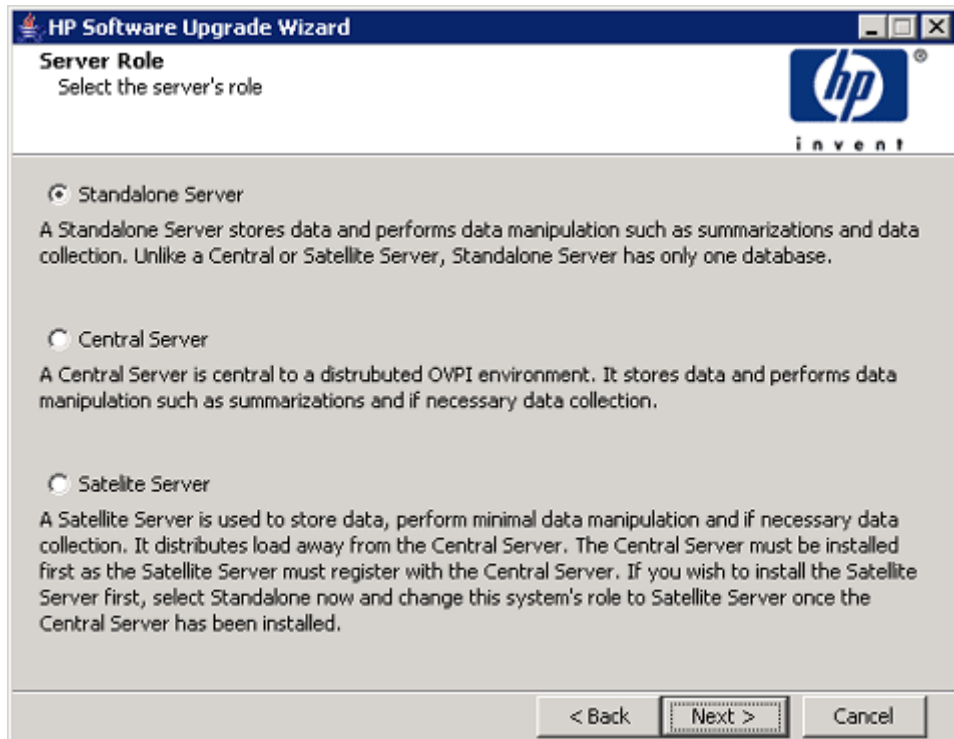 HP Software Upgrade Wizard
Server Role
Select the server's role
hp
®
invent
Standalone Server
A Standalone Server stores data and performs data manipulation such as summarizations and data
collection. Unlike a Central or Satellite Server, Standalone Server has only one database.
Central Server
A Central Server is central to a distrubuted OVPI environment. It stores data and performs data
manipulation such as summarizations and if necessary data collection.
Satelite Server
A Satellite Server is used to store data, perform minimal data manipulation and if necessary data
collection. It distributes load away from the Central Server. The Central Server must be installed
first as the Satellite Server must register with the Central Server. If you wish to install the Satellite
Server first, select Standalone now and change this system's role to Satellite Server once the
Central Server has been installed.
< Back
Next >
Cancel